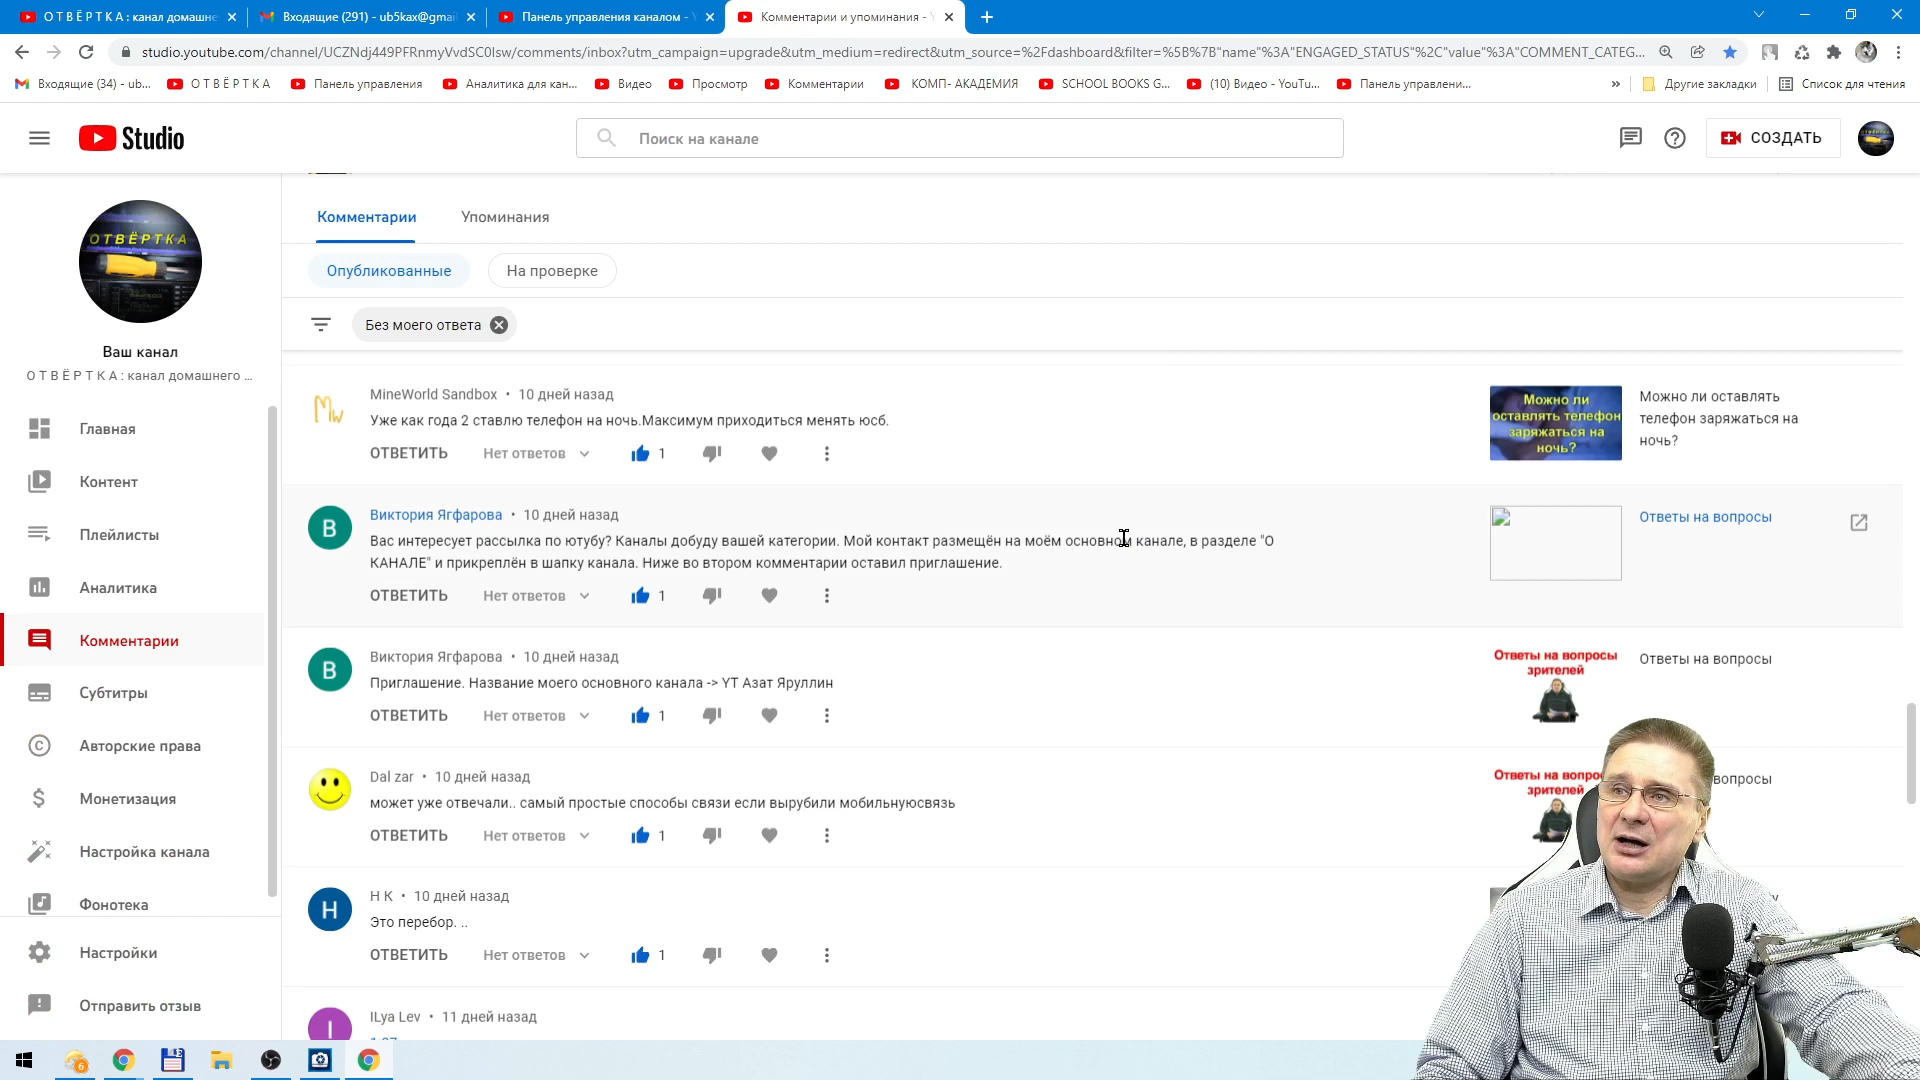 О Т В Ё Р Т К А : канал домашне
Входящие (291) - ub5kax@gmai
Панель управления каналом -
Комментарии и упоминания -
studio.youtube.com/channel/UCZNdj449PFRnmyVvdSC0Isw/comments/inbox?utm_campaign=upgrade&utm_medium=redirect&utm_source=%2Fdashboard&filter=%5B%7B"name"%3A"ENGAGED_STATUS"%2C"value"%3A"COMMENT_CATEG...
Входящие (34) - ub...
О Т В Ё Р Т К А
Панель управления
Аналитика для кан...
Видео
Просмотр
Комментарии
КОМП- АКАДЕМИЯ
SCHOOL BOOKS G...
(10) Видео - YouTu...
Панель управлени...
»
Другие закладки
Список для чтения
Studio
Поиск на канале
СОЗДАТЬ
ОТВЁРТКА
Ваш канал
О Т В Ё Р Т К А : канал домашнего ...
Главная
Контент
Плейлисты
Аналитика
Комментарии
Субтитры
Авторские права
Монетизация
Настройка канала
Фонотека
Настройки
Отправить отзыв
Комментарии
Упоминания
Опубликованные
На проверке
Без моего ответа
MineWorld Sandbox • 10 дней назад
Уже как года 2 ставлю телефон на ночь.Максимум приходиться менять юсб.
ОТВЕТИТЬ Нет ответов 1
Можно ли
оставлять телефон
заряжаться на
ночь?
Можно ли оставлять
телефон заряжаться на
ночь?
В
Виктория Ягфарова • 10 дней назад
Вас интересует рассылка по ютубу? Каналы добуду вашей категории. Мой контакт размещён на моём основном канале, в разделе "О
КАНАЛЕ" и прикреплён в шапку канала. Ниже во втором комментарии оставил приглашение.
ОТВЕТИТЬ Нет ответов 1
Ответы на вопросы
В
Виктория Ягфарова • 10 дней назад
Приглашение. Название моего основного канала -> YT Азат Яруллин
ОТВЕТИТЬ Нет ответов 1
Ответы на вопросы
зрителей
Ответы на вопросы
Dal zar • 10 дней назад
может уже отвечали.. самый простые способы связи если вырубили мобильнуюсвязь
ОТВЕТИТЬ Нет ответов 1
Ответы на вопро
зрителей
вопросы
Н
Н К • 10 дней назад
Это перебор. ..
ОТВЕТИТЬ Нет ответов 1
I
ILya Lev • 11 дней назад
6